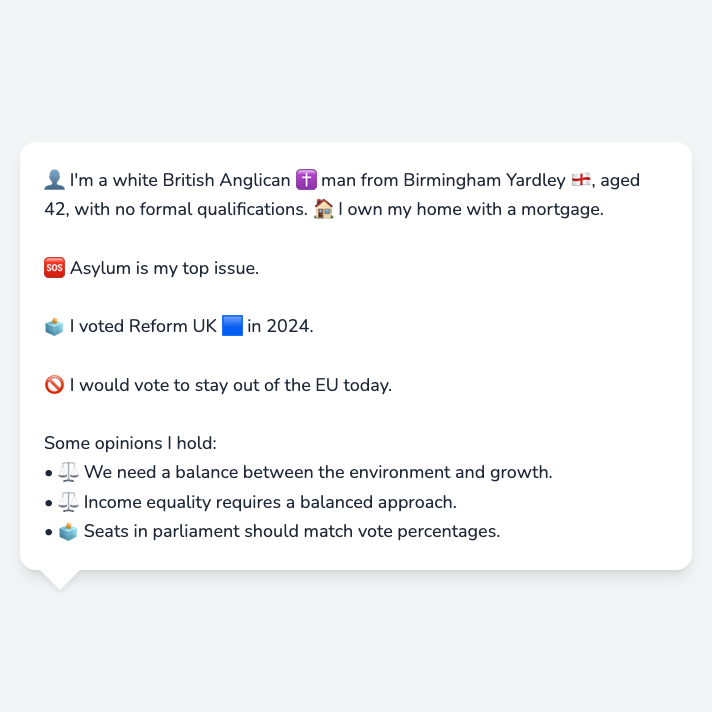 👤 I'm a white British Anglican ✝️ man from Birmingham Yardley 🏴󠁧󠁢󠁥󠁮󠁧󠁿, aged
42, with no formal qualifications. 🏠 I own my home with a mortgage.
🆘 Asylum is my top issue.
🗳️ I voted Reform UK 🟦 in 2024.
🚫 I would vote to stay out of the EU today.
Some opinions I hold:
• ⚖️ We need a balance between the environment and growth.
• ⚖️ Income equality requires a balanced approach.
• 🗳️ Seats in parliament should match vote percentages.